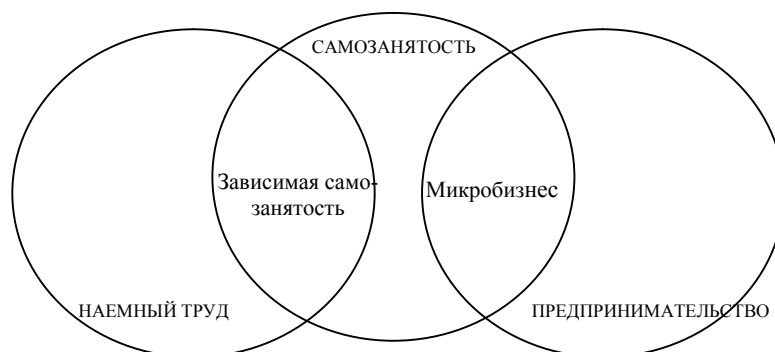 САМОЗАНЯТОСТЬ
Зависимая само-
занятость
Микробизнес
НАЕМНЫЙ ТРУД
ПРЕДПРИНИМАТЕЛЬСТВО